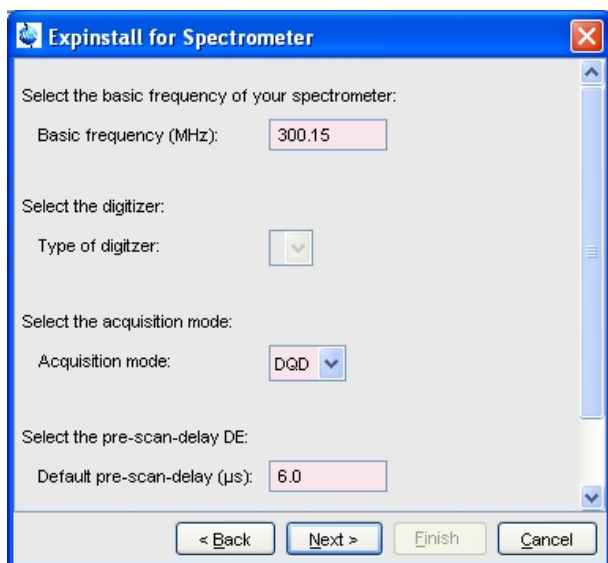 Expinstall for Spectrometer
Select the basic frequency of your spectrometer:
Basic frequency (MHz): 300.15
Select the digitizer:
Type of digitzer:
Select the acquisition mode:
Acquisition mode: DQD
Select the pre-scan-delay DE:
Default pre-scan-delay (µs): 6.0
< Back Next > Finish Cancel